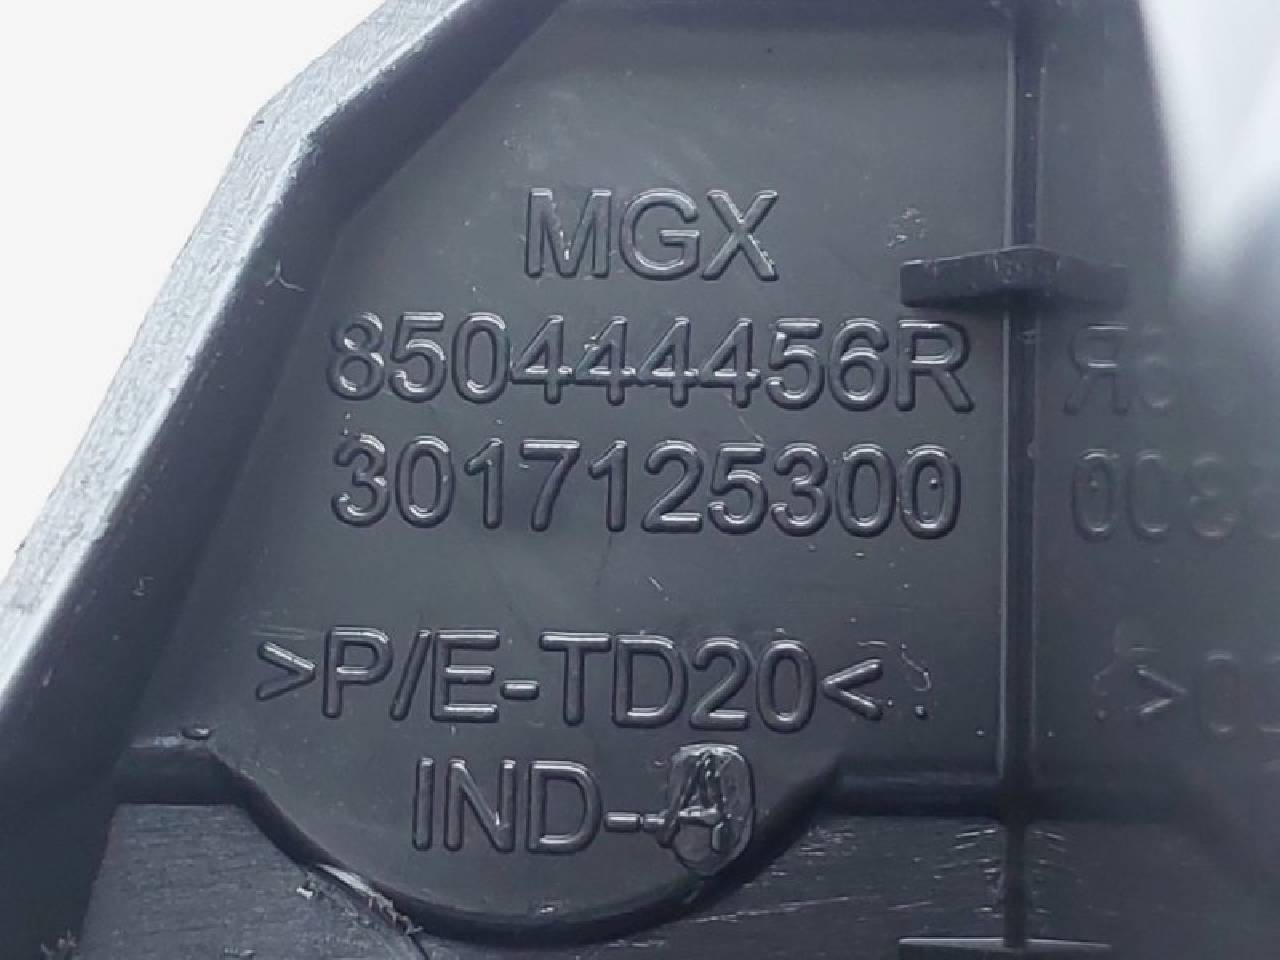 MGX
850444456R
3017125300
>P/E-TD20<
IND-A